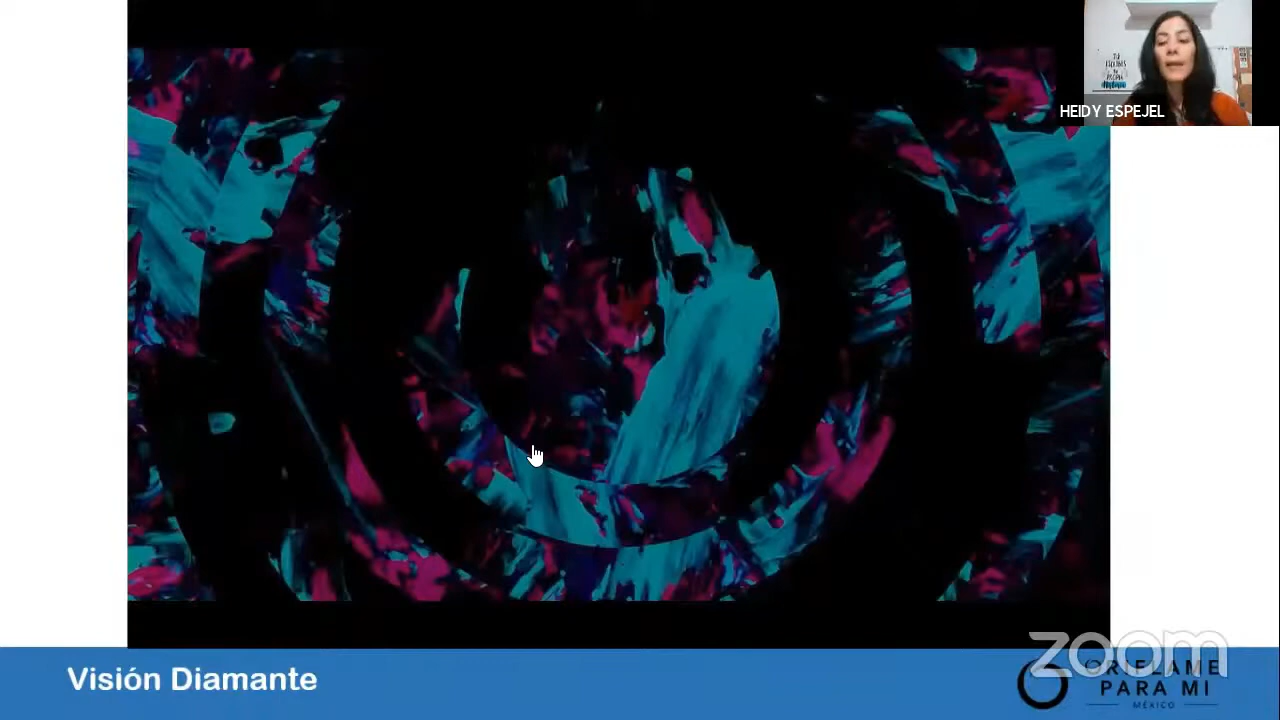 HEIDY ESPEJEL
Visión Diamante
zoom
ORIFLAME
PARA MI
MÉXICO